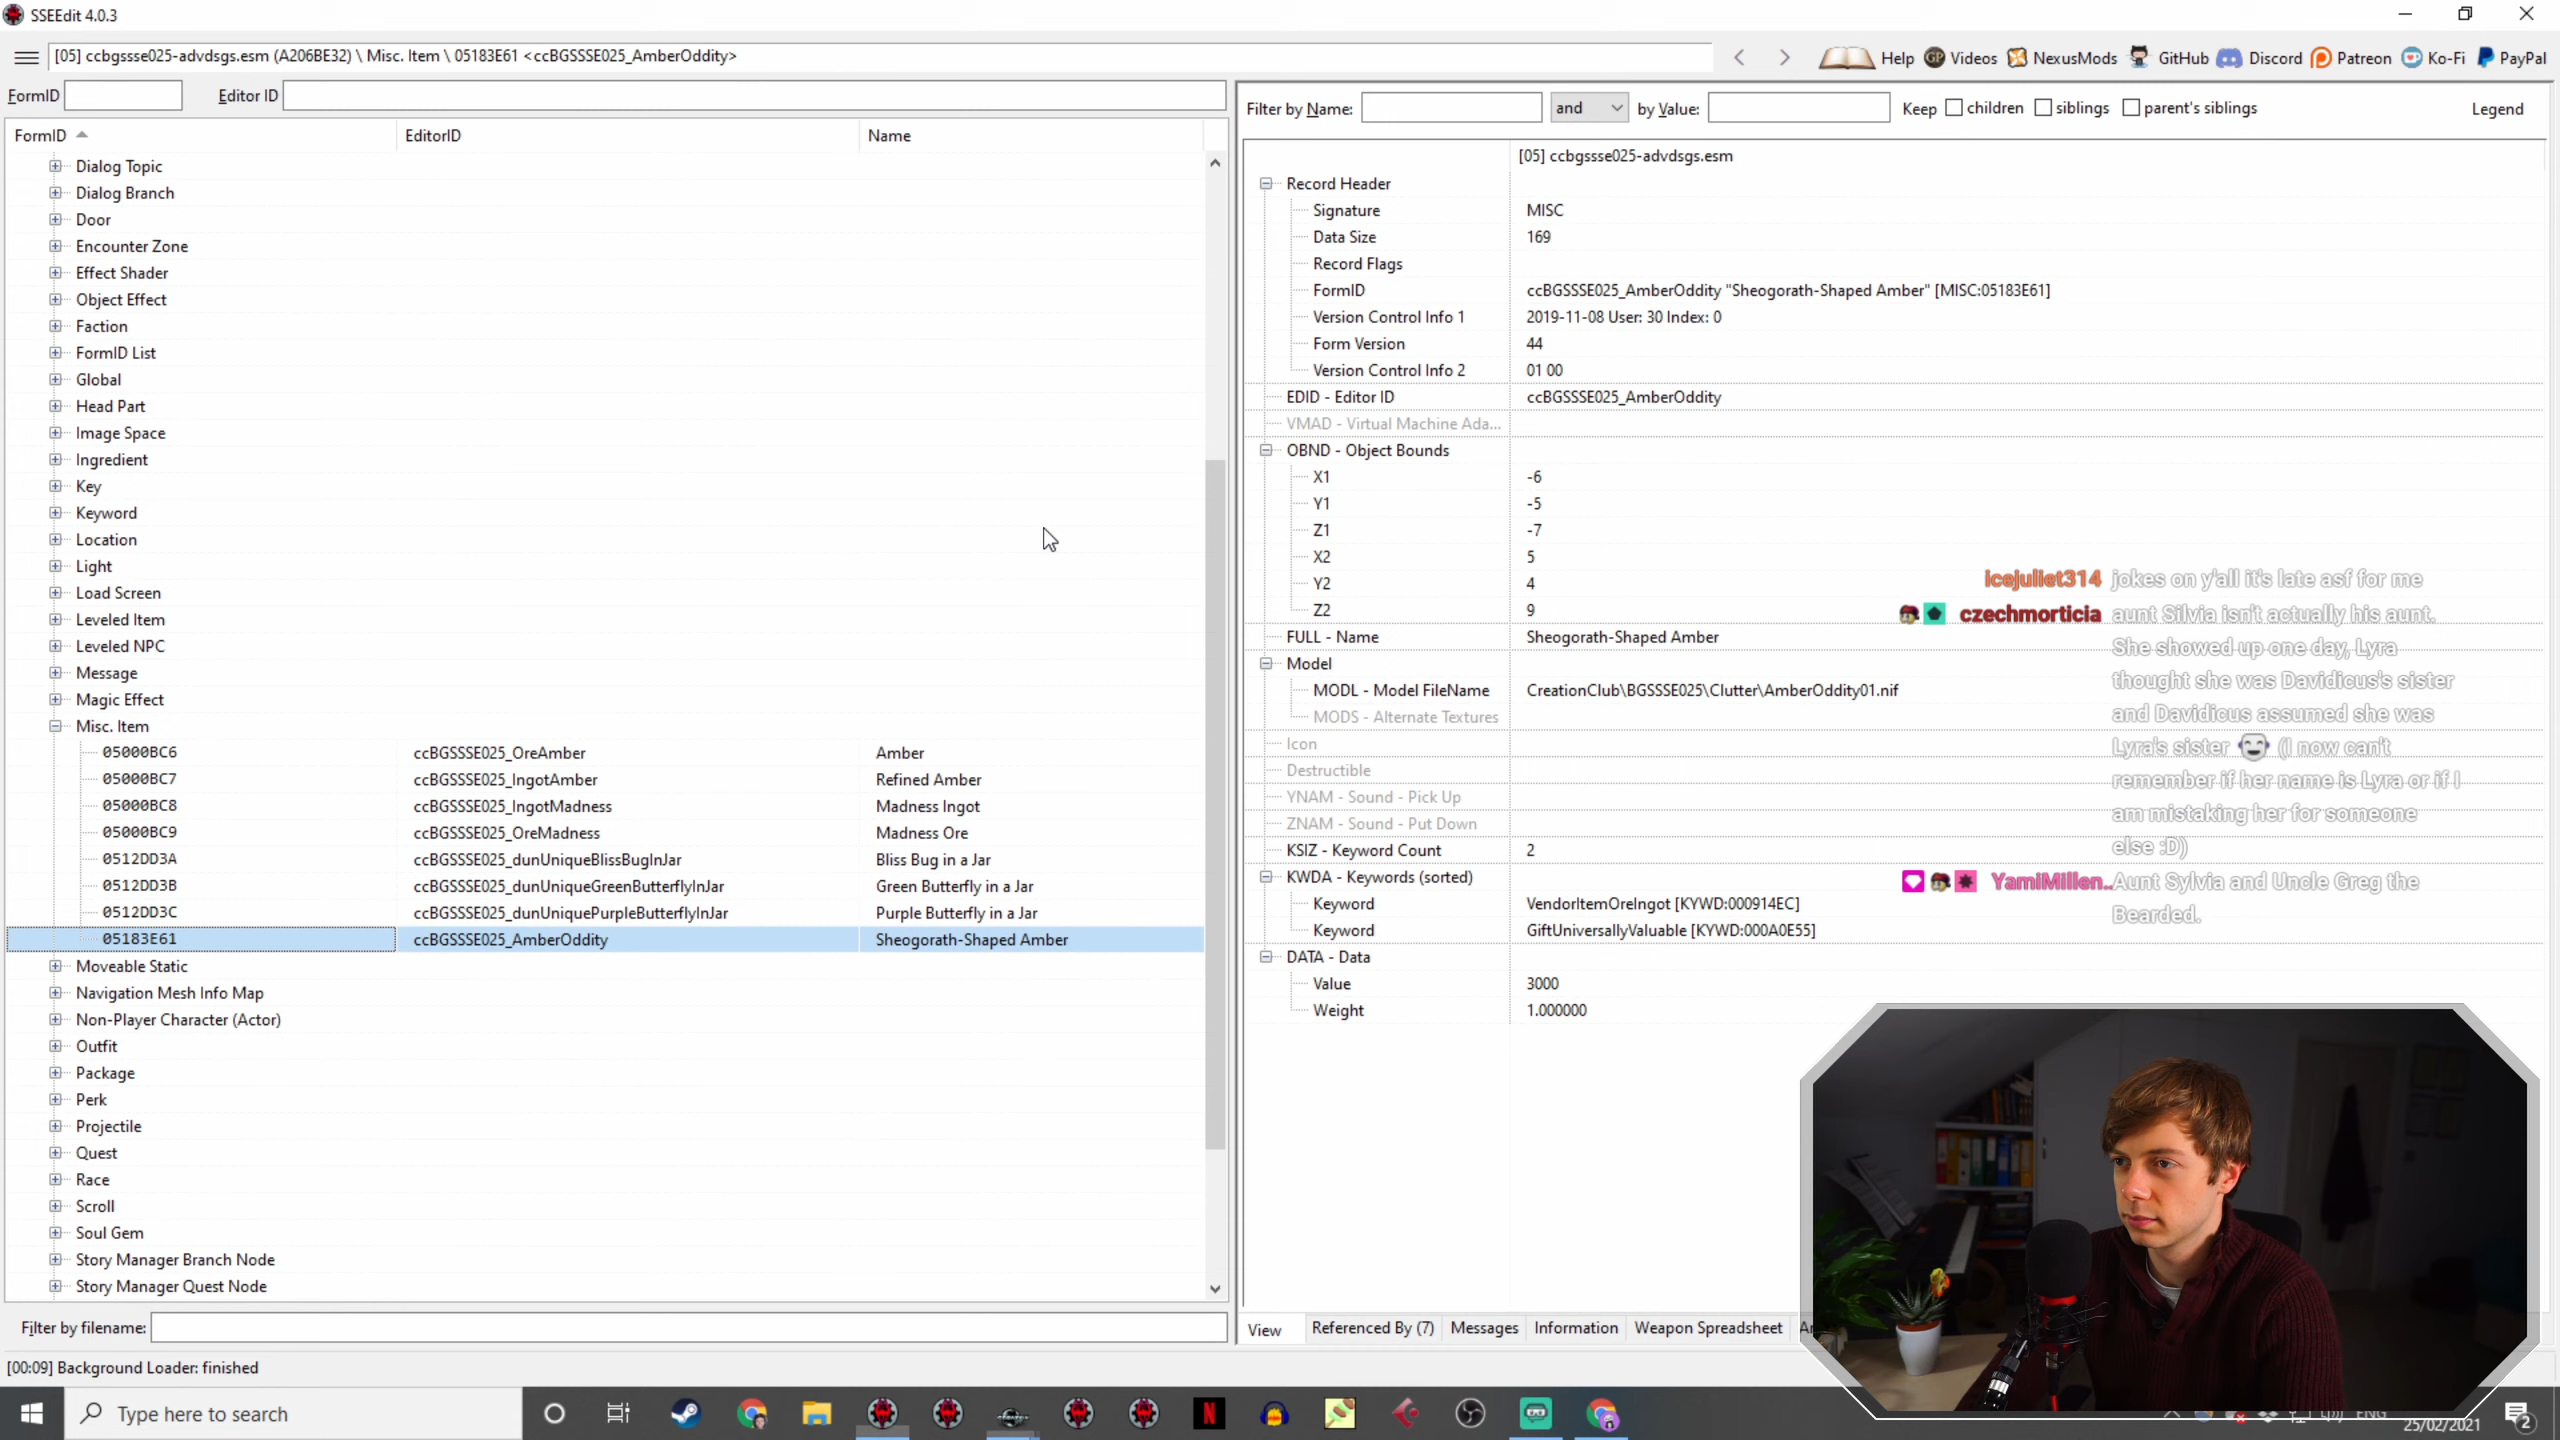 SSEEdit 4.0.3
[05] ccbgssse025-advdsgs.esm (A206BE32) \ Misc. Item \ 05183E61 <ccBGSSSE025_AmberOddity>
Help Videos NexusMods GitHub Discord Patreon Ko-Fi PayPal
FormID Editor ID
Filter by Name: and by Value: Keep children siblings parent's siblings Legend
FormID EditorID Name
Dialog Topic
Dialog Branch
Door
Encounter Zone
Effect Shader
Object Effect
Faction
FormID List
Global
Head Part
Image Space
Ingredient
Key
Keyword
Location
Light
Load Screen
Leveled Item
Leveled NPC
Message
Magic Effect
Misc. Item
05000BC6 ccBGSSSE025_OreAmber Amber
05000BC7 ccBGSSSE025_IngotAmber Refined Amber
05000BC8 ccBGSSSE025_IngotMadness Madness Ingot
05000BC9 ccBGSSSE025_OreMadness Madness Ore
0512DD3A ccBGSSSE025_dunUniqueBlissBugInJar Bliss Bug in a Jar
0512DD3B ccBGSSSE025_dunUniqueGreenButterflyInJar Green Butterfly in a Jar
0512DD3C ccBGSSSE025_dunUniquePurpleButterflyInJar Purple Butterfly in a Jar
05183E61 ccBGSSSE025_AmberOddity Sheogorath-Shaped Amber
Moveable Static
Navigation Mesh Info Map
Non-Player Character (Actor)
Outfit
Package
Perk
Projectile
Quest
Race
Scroll
Soul Gem
Story Manager Branch Node
Story Manager Quest Node
Filter by filename:
[00:09] Background Loader: finished
[05] ccbgssse025-advdsgs.esm
Record Header
Signature MISC
Data Size 169
Record Flags
FormID ccBGSSSE025_AmberOddity "Sheogorath-Shaped Amber" [MISC:05183E61]
Version Control Info 1 2019-11-08 User: 30 Index: 0
Form Version 44
Version Control Info 2 01 00
EDID - Editor ID ccBGSSSE025_AmberOddity
VMAD - Virtual Machine Ada...
OBND - Object Bounds
X1 -6
Y1 -5
Z1 -7
X2 5
Y2 4
Z2 9
FULL - Name Sheogorath-Shaped Amber
Model
MODL - Model FileName CreationClub\BGSSSE025\Clutter\AmberOddity01.nif
MODS - Alternate Textures
Icon
Destructible
YNAM - Sound - Pick Up
ZNAM - Sound - Put Down
KSIZ - Keyword Count 2
KWDA - Keywords (sorted)
Keyword VendorItemOreIngot [KYWD:000914EC]
Keyword GiftUniversallyValuable [KYWD:000A0E55]
DATA - Data
Value 3000
Weight 1.000000
View Referenced By (7) Messages Information Weapon Spreadsheet
icejuliet314 jokes on y'all it's late asf for me
czechmorticia aunt Silvia isn't actually his aunt.
She showed up one day, Lyra
thought she was Davidicus's sister
and Davidicus assumed she was
Lyra's sister (I now can't
remember if her name is Lyra or if I
am mistaking her for someone
else :D)
YamiMillen.. Aunt Sylvia and Uncle Greg the
Bearded.
Type here to search
ENG
25/02/2021
2